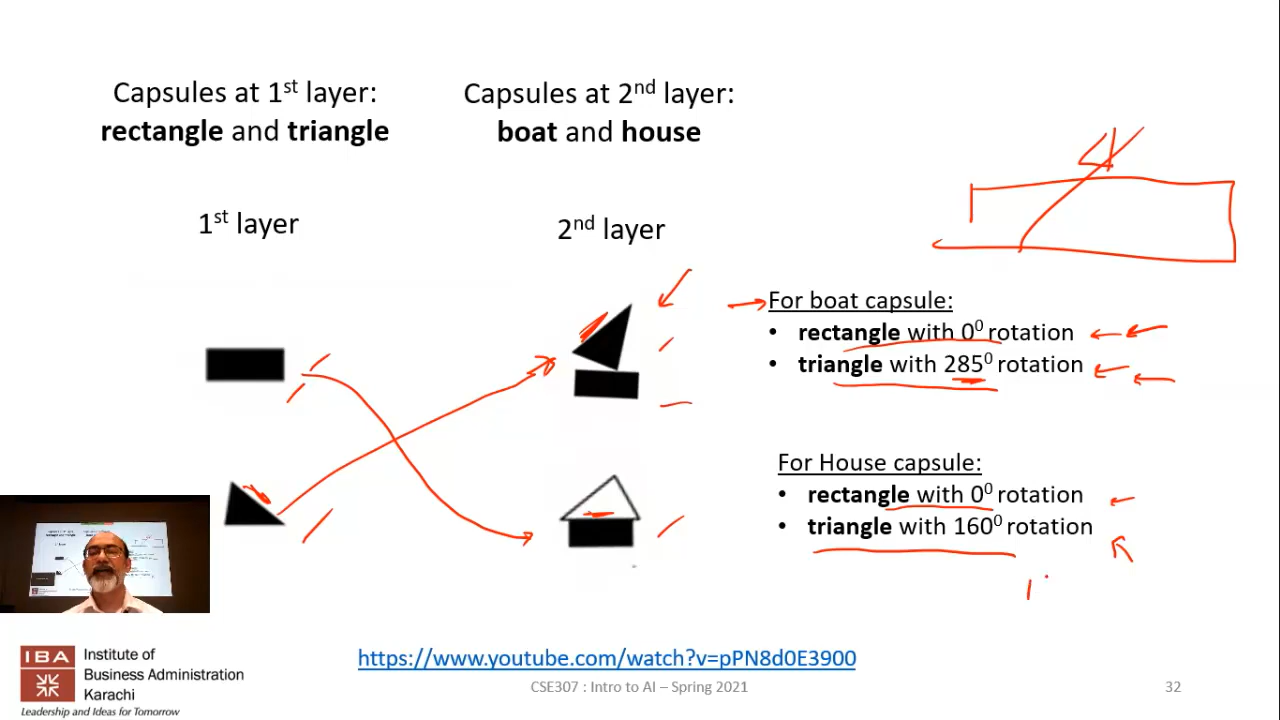 Capsules at 1st layer:
rectangle and triangle
Capsules at 2nd layer:
boat and house
1st layer
2nd layer
For boat capsule:
• rectangle with 0⁰ rotation
• triangle with 285⁰ rotation
For House capsule:
• rectangle with 0⁰ rotation
• triangle with 160⁰ rotation
https://www.youtube.com/watch?v=pPN8d0E3900
IBA
Institute of
Business Administration
Karachi
Leadership and Ideas for Tomorrow
CSE307 : Intro to AI – Spring 2021
32